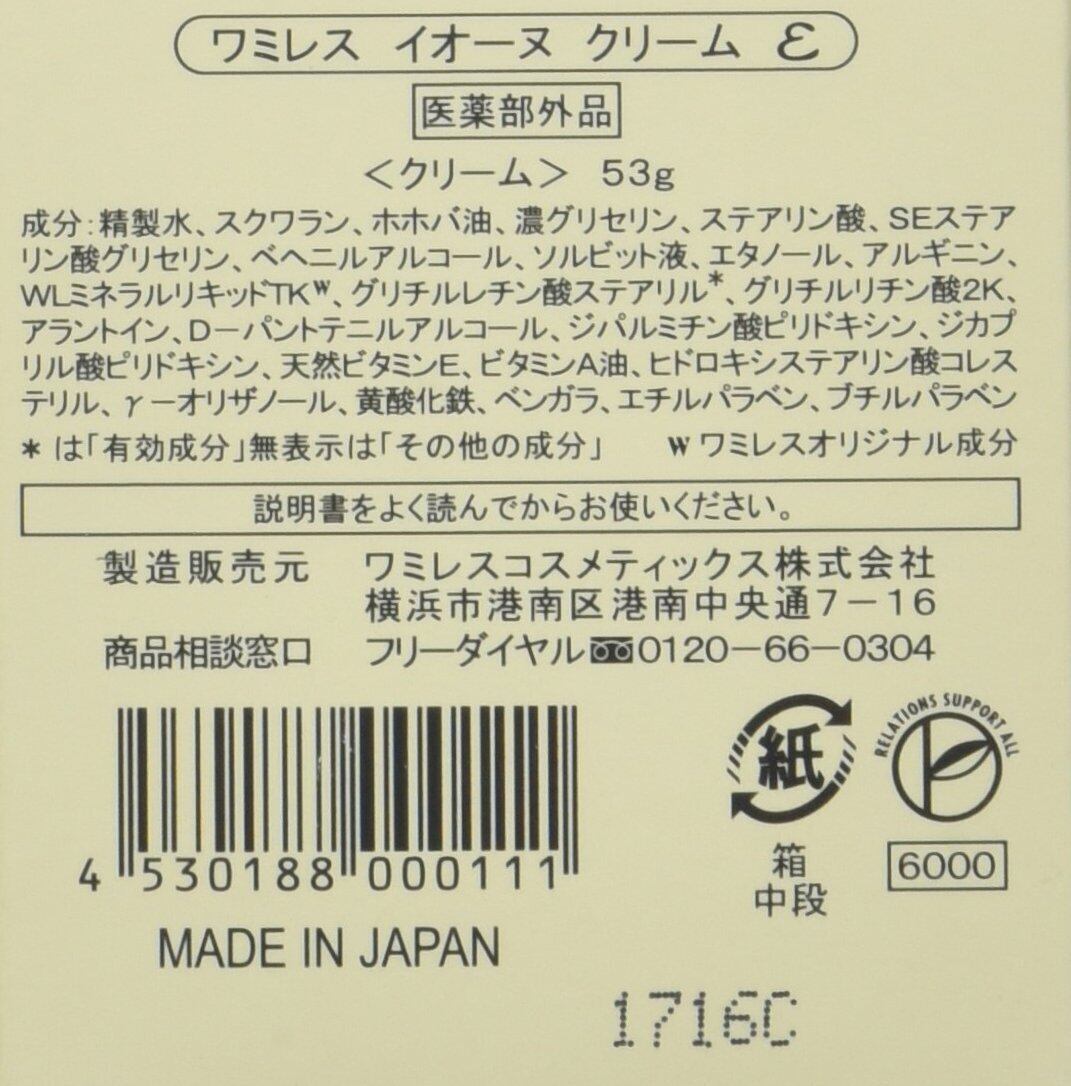 ワミレス イオーヌ クリーム ε
医薬部外品
＜クリーム＞ 53g
成分：精製水、スクワラン、ホホバ油、濃グリセリン、ステアリン酸、SEステア
リン酸グリセリン、ベヘニルアルコール、ソルビット液、エタノール、アルギニン、
WLミネラルリキッドTKw、グリチルレチン酸ステアリル*、グリチルリチン酸2K、
アラントイン、D－パントテニルアルコール、ジパルミチン酸ピリドキシン、ジカプ
リル酸ピリドキシン、天然ビタミンE、ビタミンA油、ヒドロキシステアリン酸コレス
テリル、γ－オリザノール、黄酸化鉄、ベンガラ、エチルパラベン、ブチルパラベン
* は「有効成分」無表示は「その他の成分」 w ワミレスオリジナル成分
説明書をよく読んでからお使いください。
製造販売元 ワミレスコスメティックス株式会社
横浜市港南区港南中央通7－16
商品相談窓口 フリーダイヤル0120－66－0304
4 530188 000111
MADE IN JAPAN
紙
箱
中段
RELATIONS SUPPORT ALL
6000
1716C